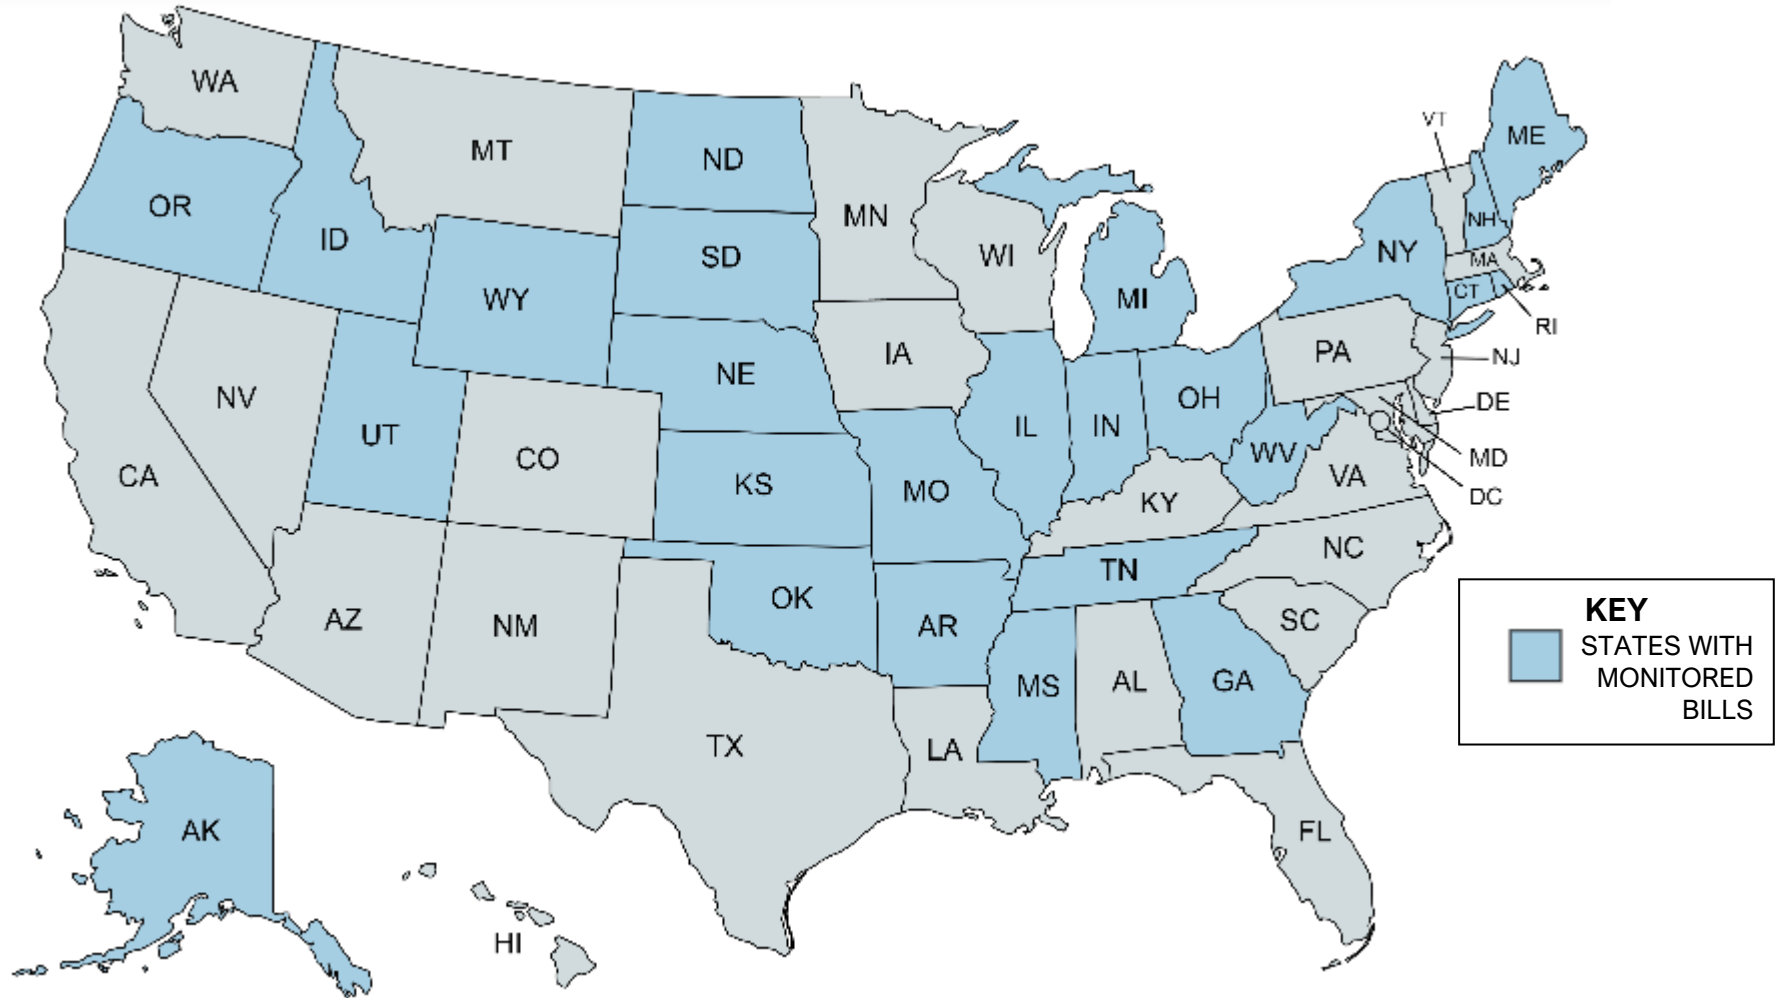 WA
MT
ND
MN
VT
ME
OR
ID
SD
WI
NY
NH
MA
WY
MI
CT
RI
IA
PA
NJ
NE
NV
UT
CO
IL
IN
OH
DE
CA
KS
MO
KY
WV
VA
MD
DC
AZ
NM
OK
AR
TN
NC
SC
MS
AL
GA
TX
LA
FL
AK
HI
KEY
STATES WITH
MONITORED
BILLS